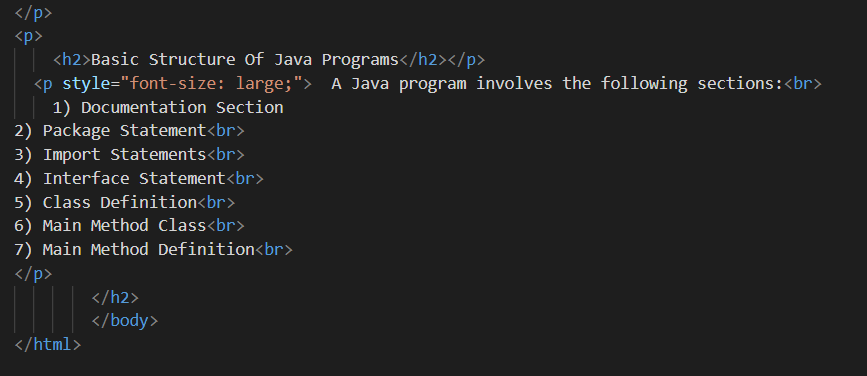 </p>
<p>
<h2>Basic Structure Of Java Programs</h2></p>
<p style="font-size: large;">  A Java program involves the following sections:<br>
1) Documentation Section
2) Package Statement<br>
3) Import Statements<br>
4) Interface Statement<br>
5) Class Definition<br>
6) Main Method Class<br>
7) Main Method Definition<br>
</p>
</h2>
</body>
</html>